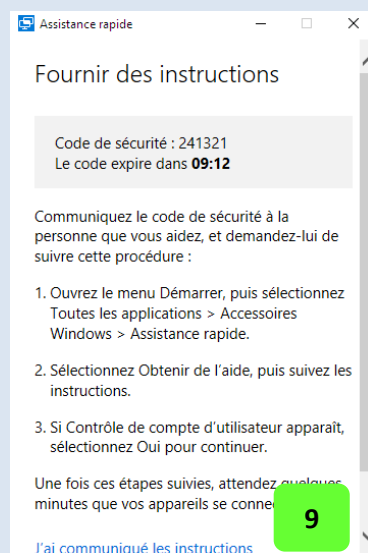 Assistance rapide
Fournir des instructions
Code de sécurité : 241321
Le code expire dans 09:12
Communiquez le code de sécurité à la
personne que vous aidez, et demandez-lui de
suivre cette procédure :
1. Ouvrez le menu Démarrer, puis sélectionnez
Toutes les applications > Accessoires
Windows > Assistance rapide.
2. Sélectionnez Obtenir de l'aide, puis suivez les
instructions.
3. Si Contrôle de compte d'utilisateur apparaît,
sélectionnez Oui pour continuer.
Une fois ces étapes suivies, attendez quelques
minutes que vos appareils se
9
J'ai communiqué les instructions